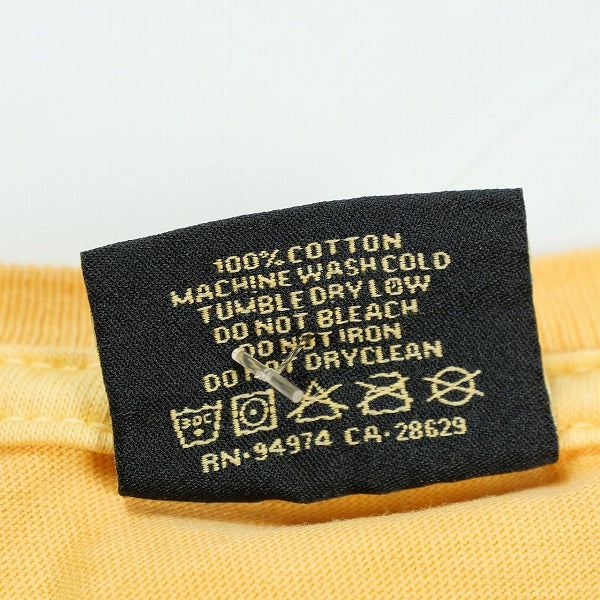 100% COTTON
MACHINE WASH COLD
TUMBLE DRY LOW
DO NOT BLEACH
DO NOT IRON
DO NOT DRYCLEAN
30C
RN·94974 CA·28629